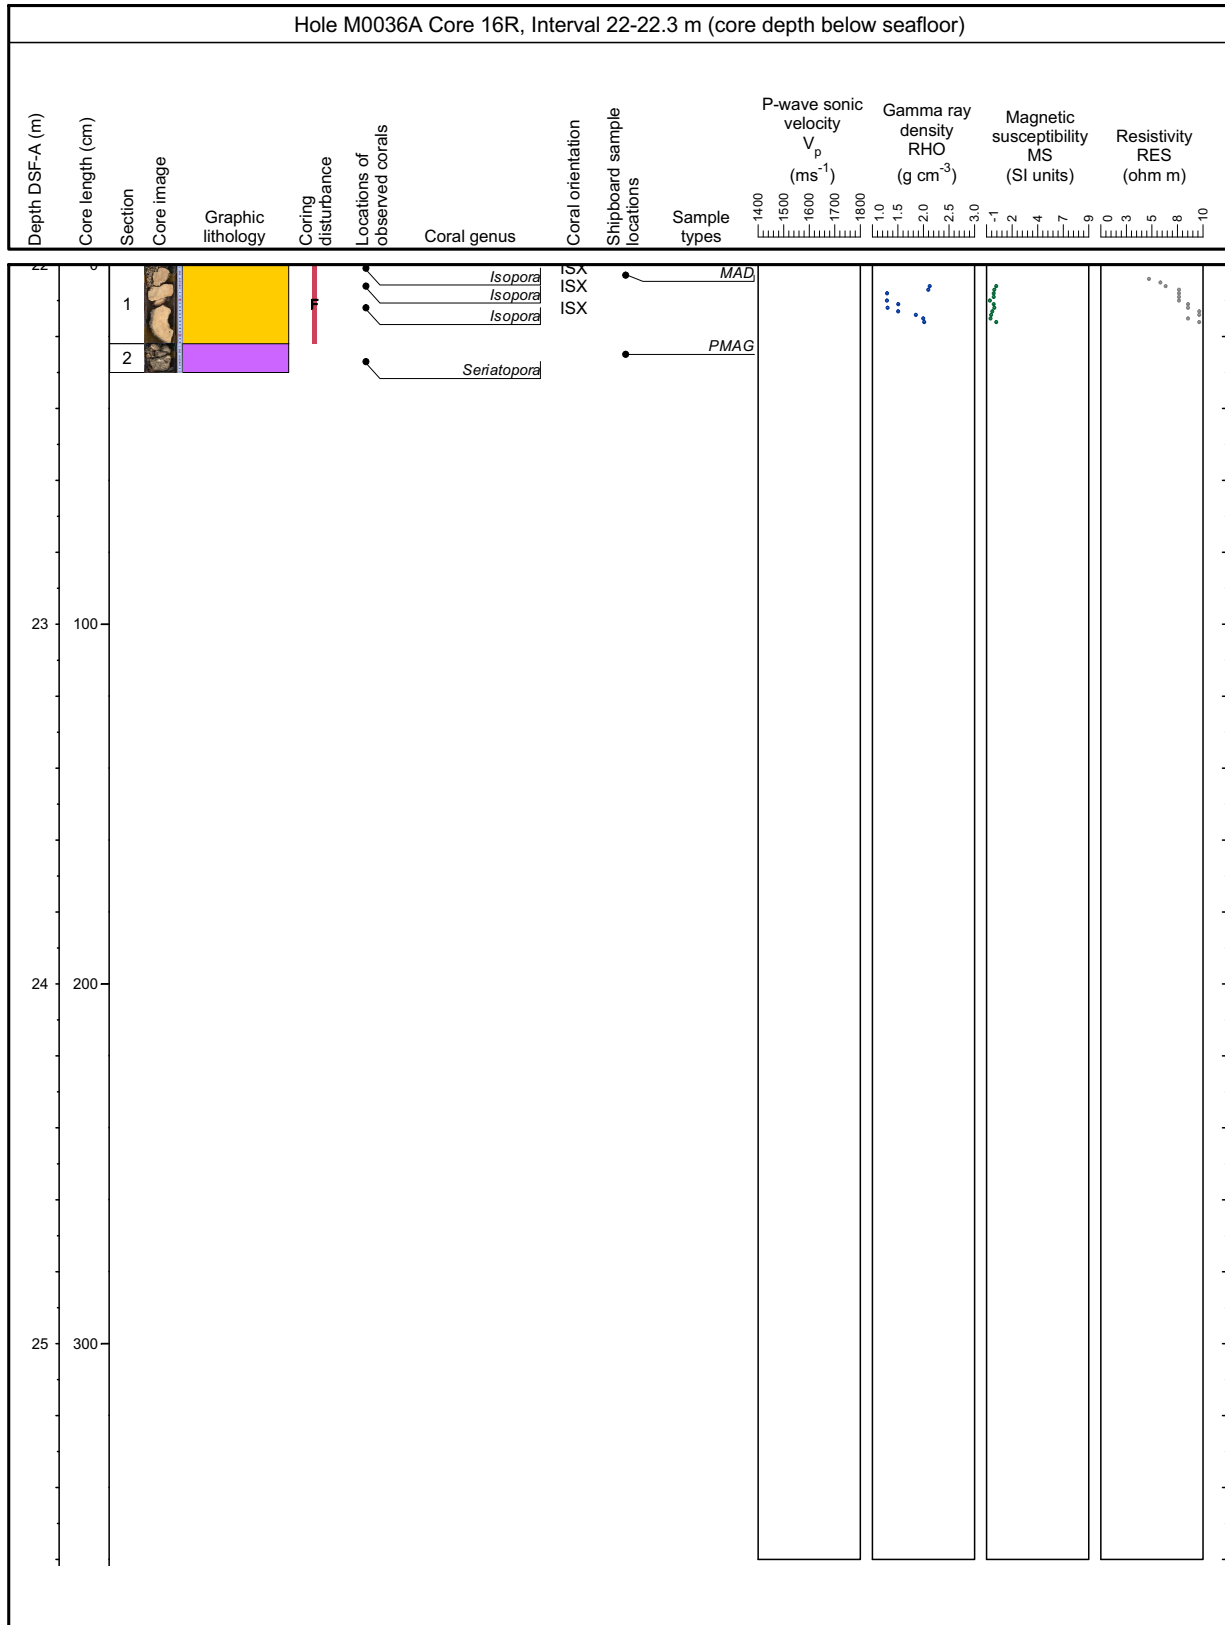 Hole M0036A Core 16R, Interval 22-22.3 m (core depth below seafloor)
Depth DSF-A (m)
Core length (cm)
Section
Core image
Graphic
lithology
Coring
disturbance
Locations of
observed corals
Coral genus
Coral orientation
Shipboard sample
locations
Sample
types
P-wave sonic
velocity
Vp
(ms-1)
1400 1500 1600 1700 1800
Gamma ray
density
RHO
(g cm-3)
1.0 1.5 2.0 2.5 3.0
Magnetic
susceptibility
MS
(SI units)
-1 2 4 7 9
Resistivity
RES
(ohm m)
0 3 5 8 10
22 0
Isopora ISX MAD
Isopora ISX
1 F Isopora ISX
2 PMAG
Seriatopora
23 100
24 200
25 300